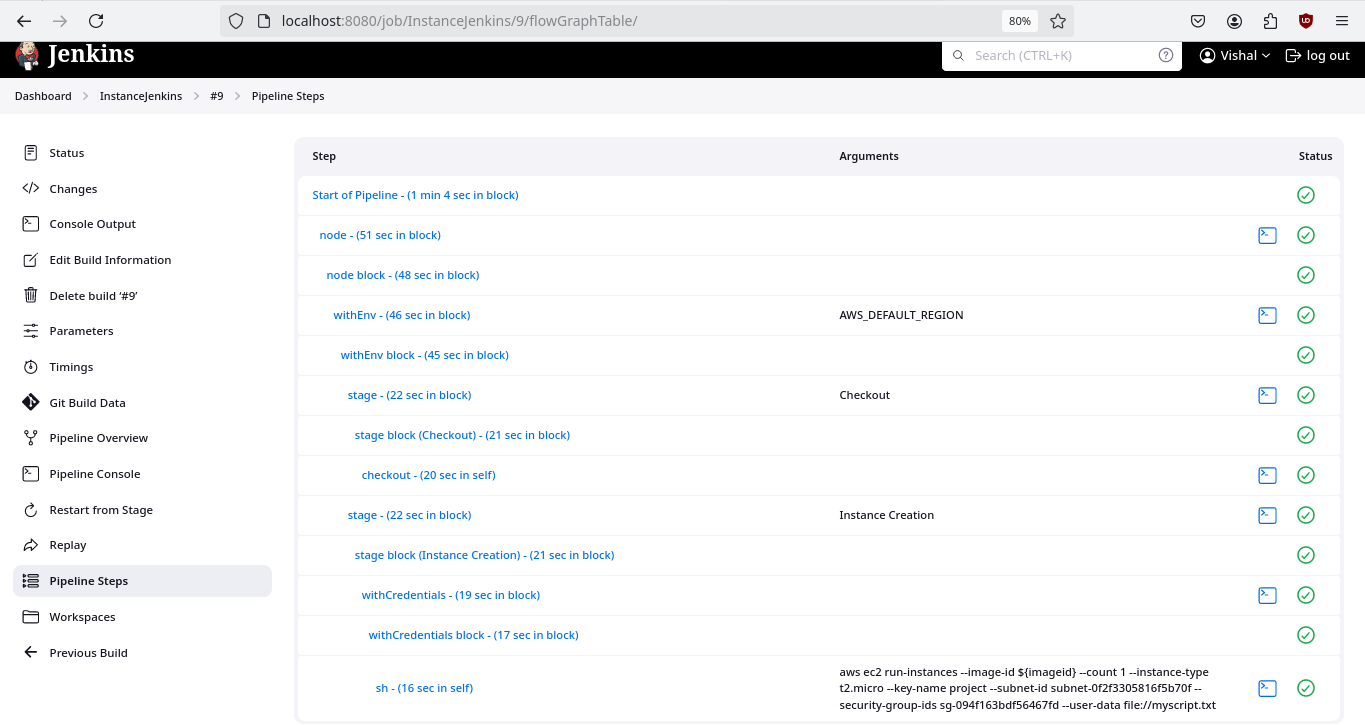 localhost:8080/job/InstanceJenkins/9/flowGraphTable/
80%
Jenkins
Search (CTRL+K)
Vishal
log out
Dashboard
InstanceJenkins
#9
Pipeline Steps
Status
Changes
Console Output
Edit Build Information
Delete build ‘#9’
Parameters
Timings
Git Build Data
Pipeline Overview
Pipeline Console
Restart from Stage
Replay
Pipeline Steps
Workspaces
Previous Build
Step Arguments Status
Start of Pipeline - (1 min 4 sec in block)
node - (51 sec in block)
node block - (48 sec in block)
withEnv - (46 sec in block) AWS_DEFAULT_REGION
withEnv block - (45 sec in block)
stage - (22 sec in block) Checkout
stage block (Checkout) - (21 sec in block)
checkout - (20 sec in self)
stage - (22 sec in block) Instance Creation
stage block (Instance Creation) - (21 sec in block)
withCredentials - (19 sec in block)
withCredentials block - (17 sec in block)
sh - (16 sec in self)
aws ec2 run-instances --image-id ${imageid} --count 1 --instance-type
t2.micro --key-name project --subnet-id subnet-0f2f3305816f5b70f --
security-group-ids sg-094f163bdf56467fd --user-data file://myscript.txt